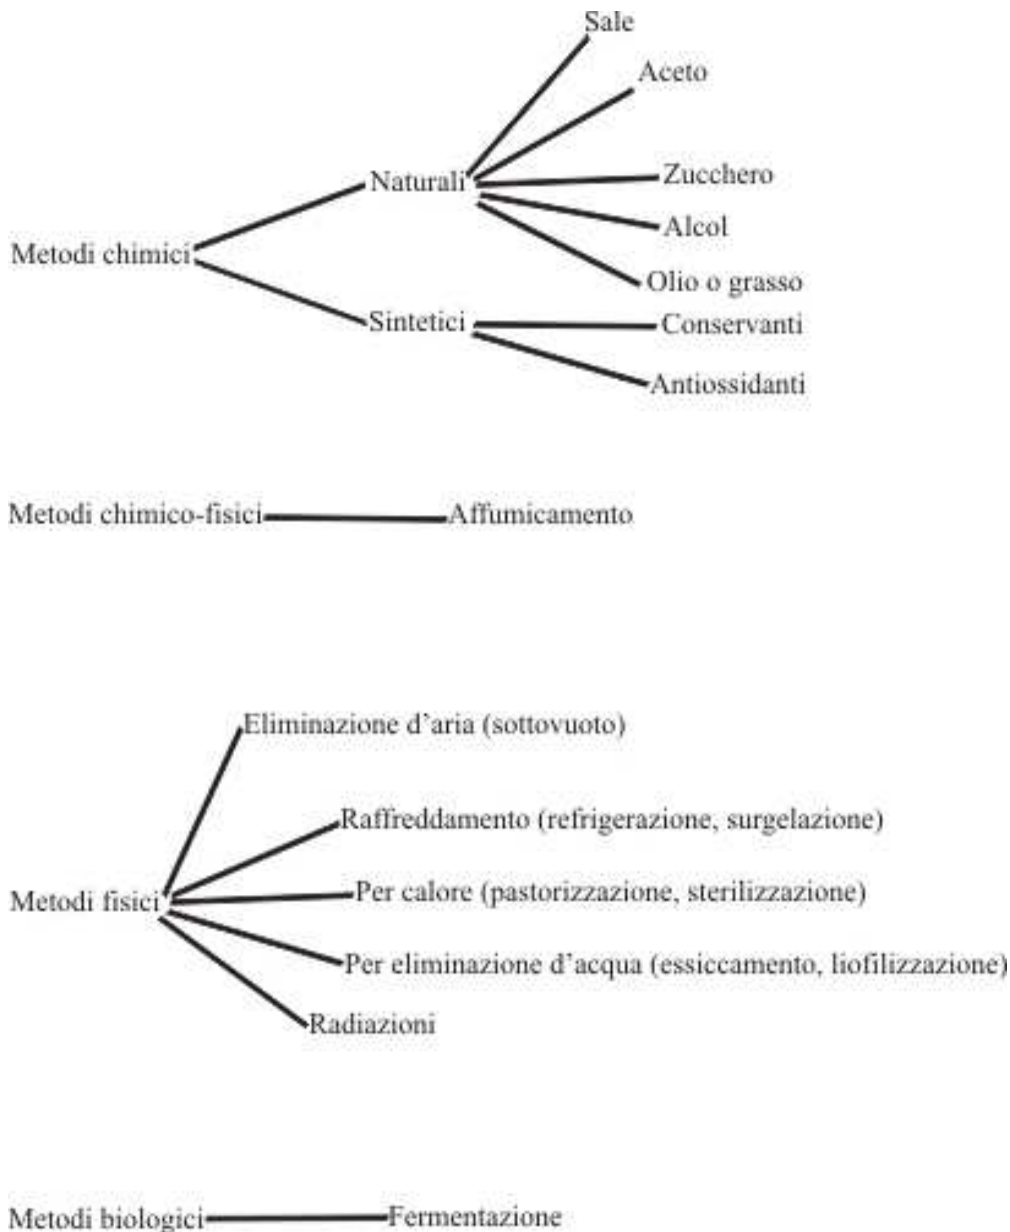 Sale
Aceto
Naturali
Zucchero
Alcol
Metodi chimici
Olio o grasso
Sintetici
Conservanti
Antiossidanti
Metodi chimico-fisici
Affumicamento
Eliminazione d'aria (sottovuoto)
Raffreddamento (refrigerazione, surgelazione)
Metodi fisici
Per calore (pastorizzazione, sterilizzazione)
Per eliminazione d'acqua (essiccamento, liofilizzazione)
Radiazioni
Metodi biologici
Fermentazione